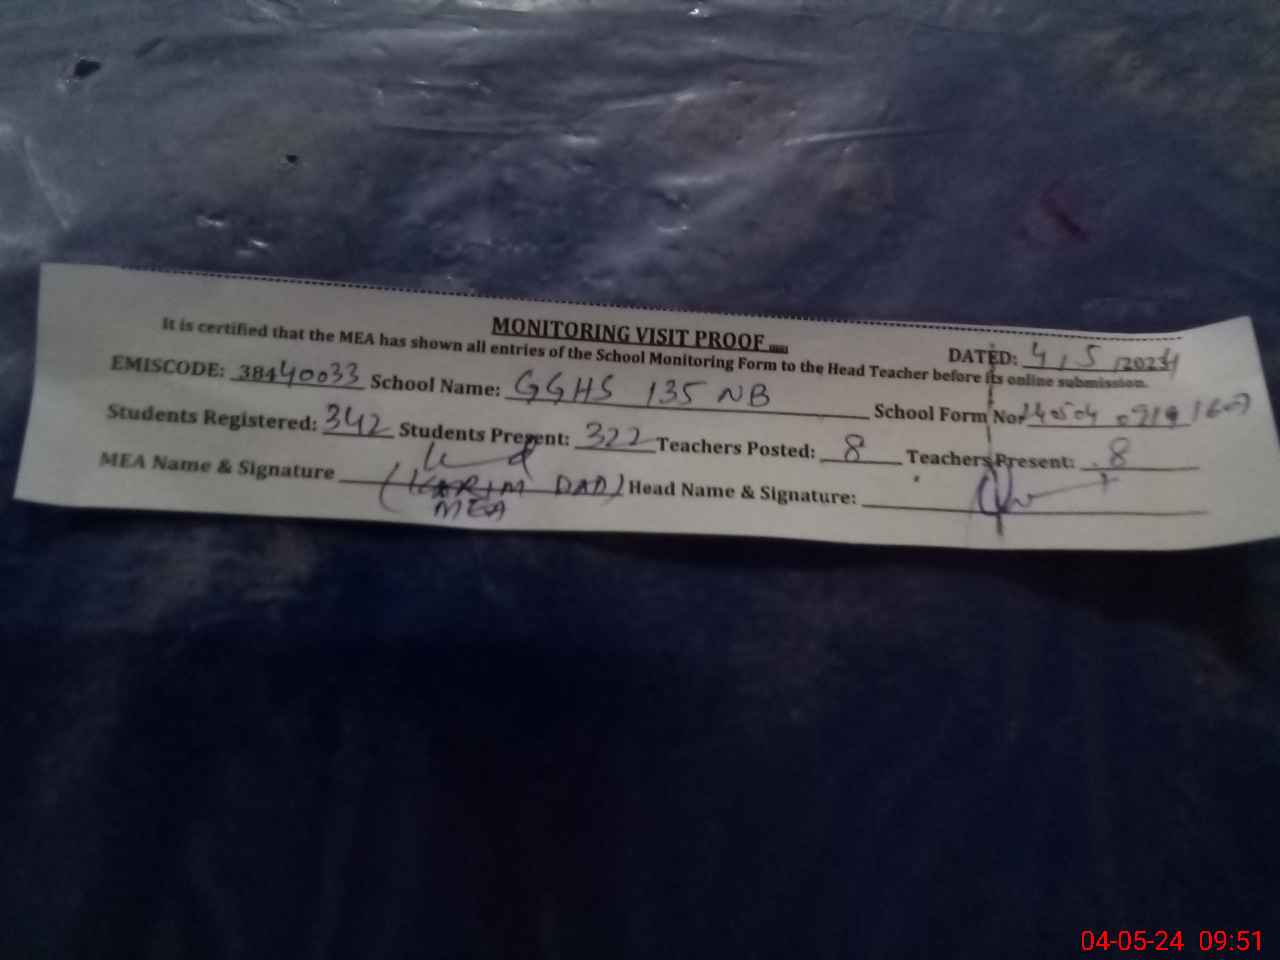 MONITORING VISIT PROOF
DATED: 4/5/2024
It is certified that the MEA has shown all entries of the School Monitoring Form to the Head Teacher before its online submission.
EMISCODE: 38440033 School Name: GGHS 135 NB School Form No:
Students Registered: 342 Students Present: 322 Teachers Posted: 8 Teachers Present: 8
MEA Name & Signature (KARIM DAD) Head Name & Signature:
MEA
04-05-24 09:51